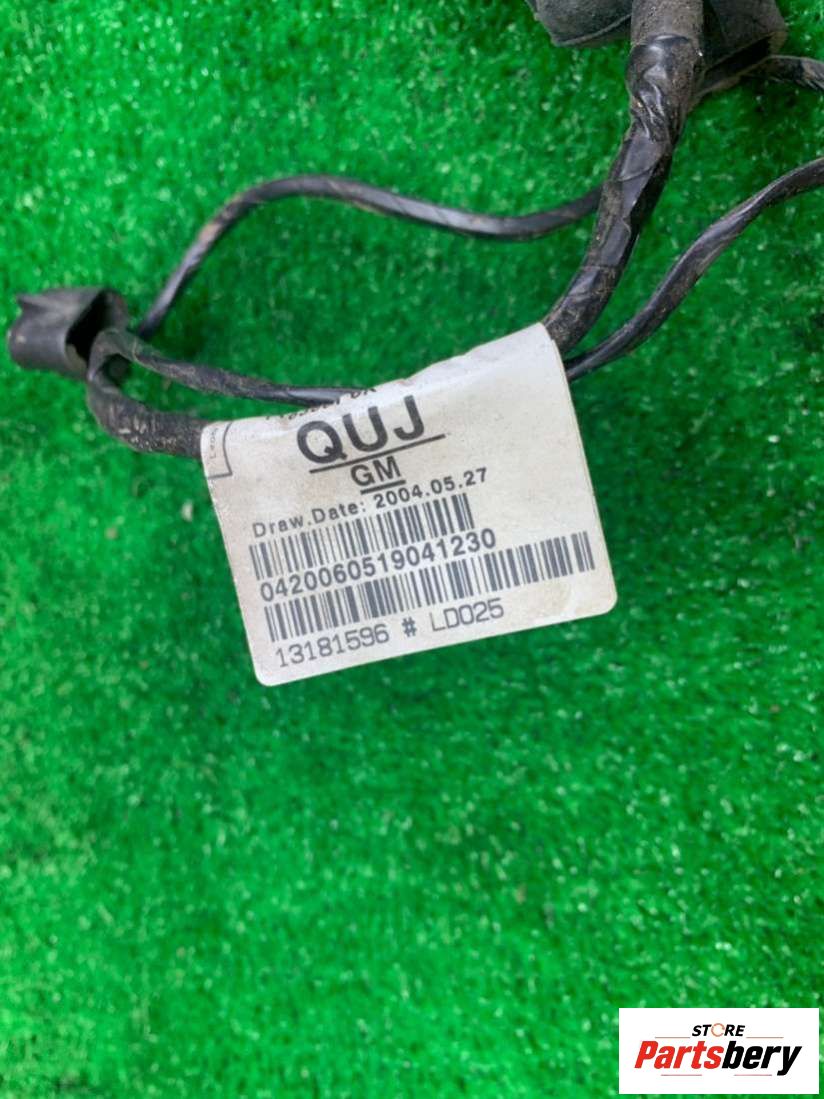 QUJ
GM
Draw.Date: 2004.05.27
0420060519041230
13181596 # LD025
STORE
Partsbery